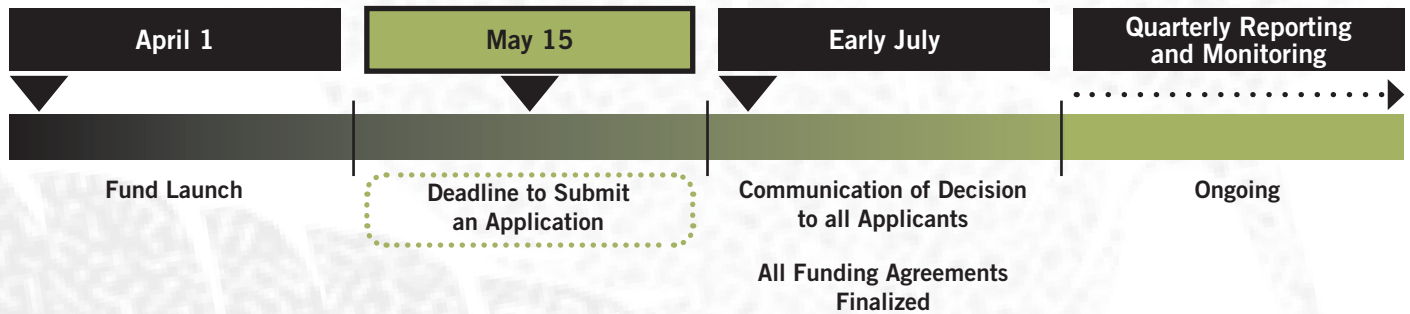 April 1
May 15
Early July
Quarterly Reporting
and Monitoring
Fund Launch
Deadline to Submit
an Application
Communication of Decision
to all Applicants
All Funding Agreements
Finalized
Ongoing